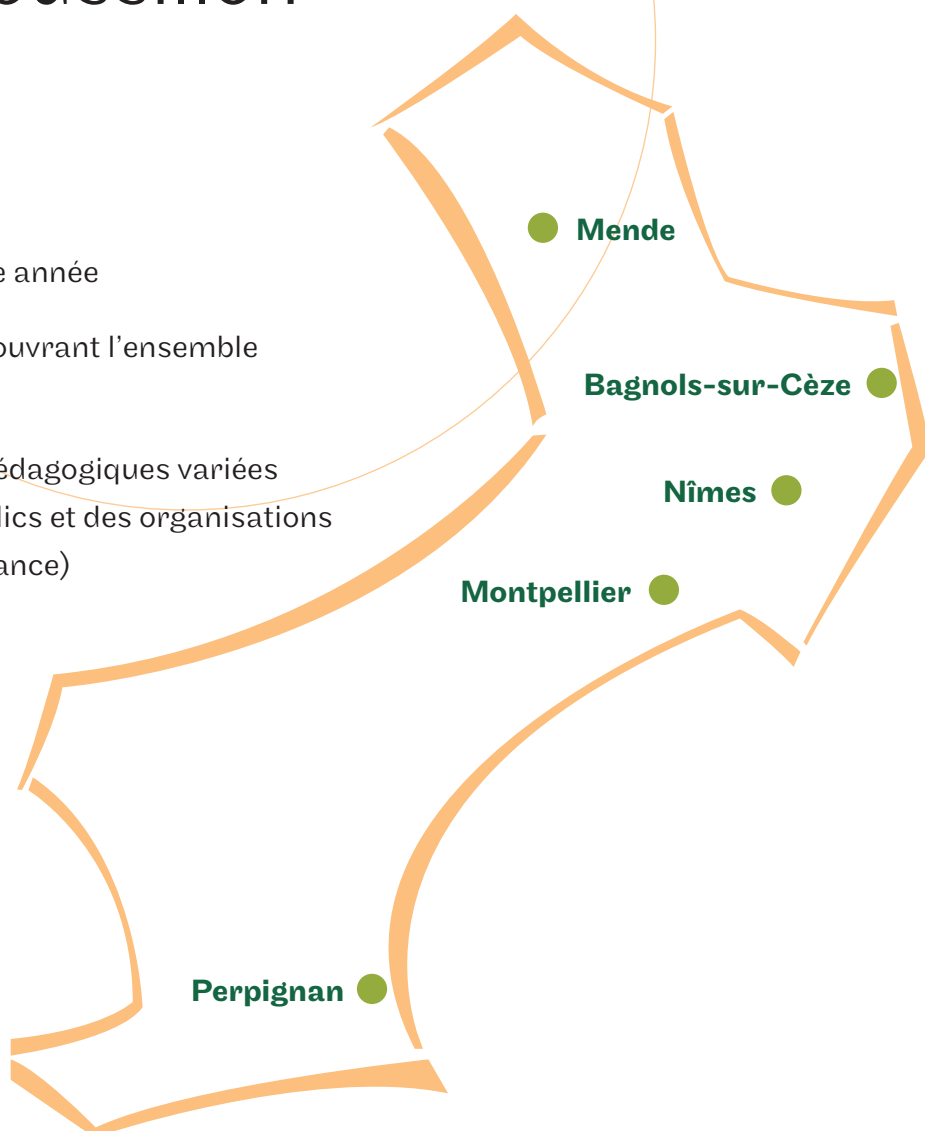 Mende
e année
ouvrant l'ensemble
Bagnols-sur-Cèze
édagogiques variées
Nîmes
lics et des organisations
ance)
Montpellier
Perpignan